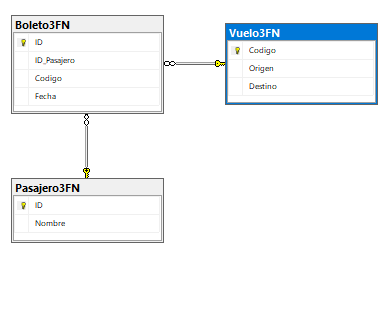 Boleto3FN
ID
ID_Pasajero
Codigo
Fecha
Vuelo3FN
Codigo
Origen
Destino
Pasajero3FN
ID
Nombre